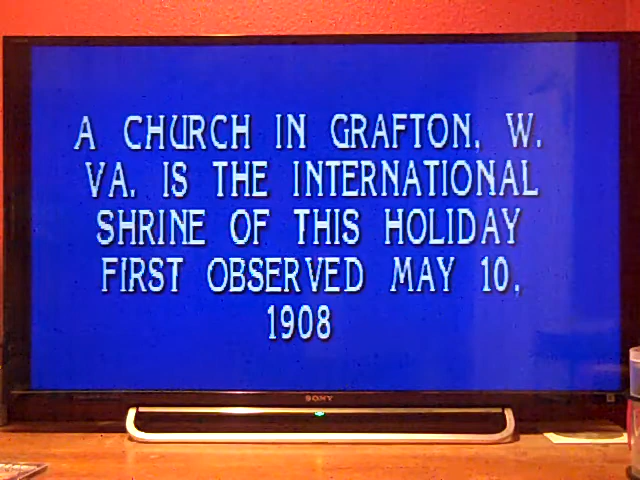 A CHURCH IN GRAFTON, W.
VA. IS THE INTERNATIONAL
SHRINE OF THIS HOLIDAY
FIRST OBSERVED MAY 10,
1908
SONY